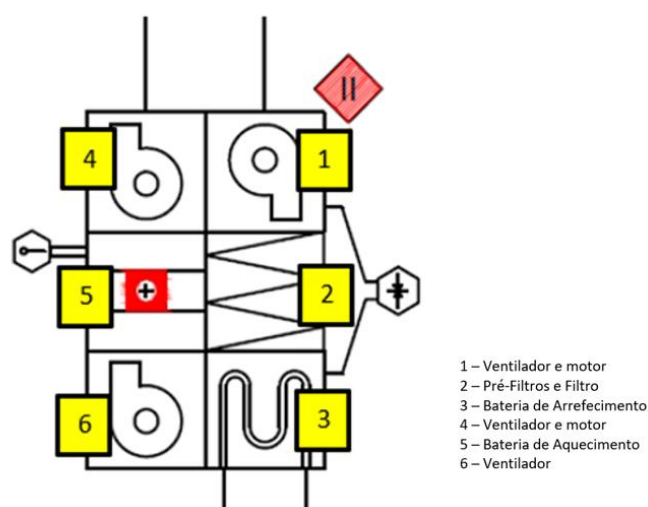 II
4
1
5
2
6
3
1 – Ventilador e motor
2 – Pré-Filtros e Filtro
3 – Bateria de Arrefecimento
4 – Ventilador e motor
5 – Bateria de Aquecimento
6 – Ventilador